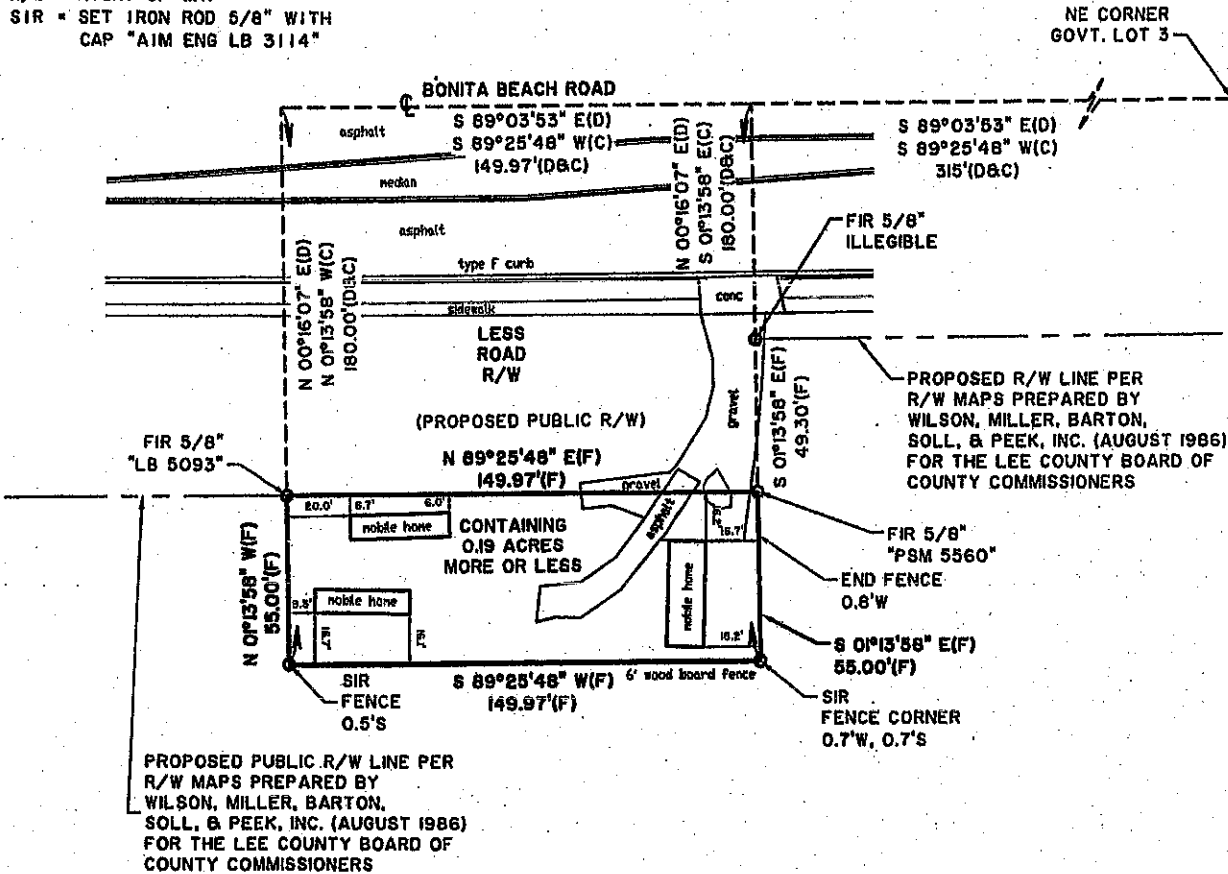 SIR = SET IRON ROD 5/8" WITH
CAP "AIM ENG LB 3114"
NE CORNER
GOVT. LOT 3
BONITA BEACH ROAD
asphalt
S 89°03'53" E(D)
S 89°25'48" W(C)
149.97'(D&C)
S 89°03'53" E(D)
S 89°25'48" W(C)
315'(D&C)
median
asphalt
N 00°16'07" E(D)
N 01°13'58" W(C)
180.00'(D&C)
N 00°16'07" E(D)
S 01°13'58" E(C)
180.00'(D&C)
FIR 5/8"
ILLEGIBLE
type F curb
conc
sidewalk
LESS
ROAD
R/W
gravel
S 01°13'58" E(F)
49.30'(F)
PROPOSED R/W LINE PER
R/W MAPS PREPARED BY
WILSON, MILLER, BARTON,
SOLL, & PEEK, INC. (AUGUST 1986)
FOR THE LEE COUNTY BOARD OF
COUNTY COMMISSIONERS
(PROPOSED PUBLIC R/W)
FIR 5/8"
"LB 5093"
N 89°25'48" E(F)
149.97'(F)
gravel
20.0'
6.7'
6.0'
mobile home
CONTAINING
0.19 ACRES
MORE OR LESS
asphalt
15.7'
FIR 5/8"
"PSM 5560"
END FENCE
0.8'W
N 01°13'58" W(F)
55.00'(F)
mobile home
mobile home
16.2'
S 01°13'58" E(F)
55.00'(F)
SIR
FENCE
0.5'S
S 89°25'48" W(F)
149.97'(F)
6' wood board fence
SIR
FENCE CORNER
0.7'W, 0.7'S
PROPOSED PUBLIC R/W LINE PER
R/W MAPS PREPARED BY
WILSON, MILLER, BARTON,
SOLL, & PEEK, INC. (AUGUST 1986)
FOR THE LEE COUNTY BOARD OF
COUNTY COMMISSIONERS